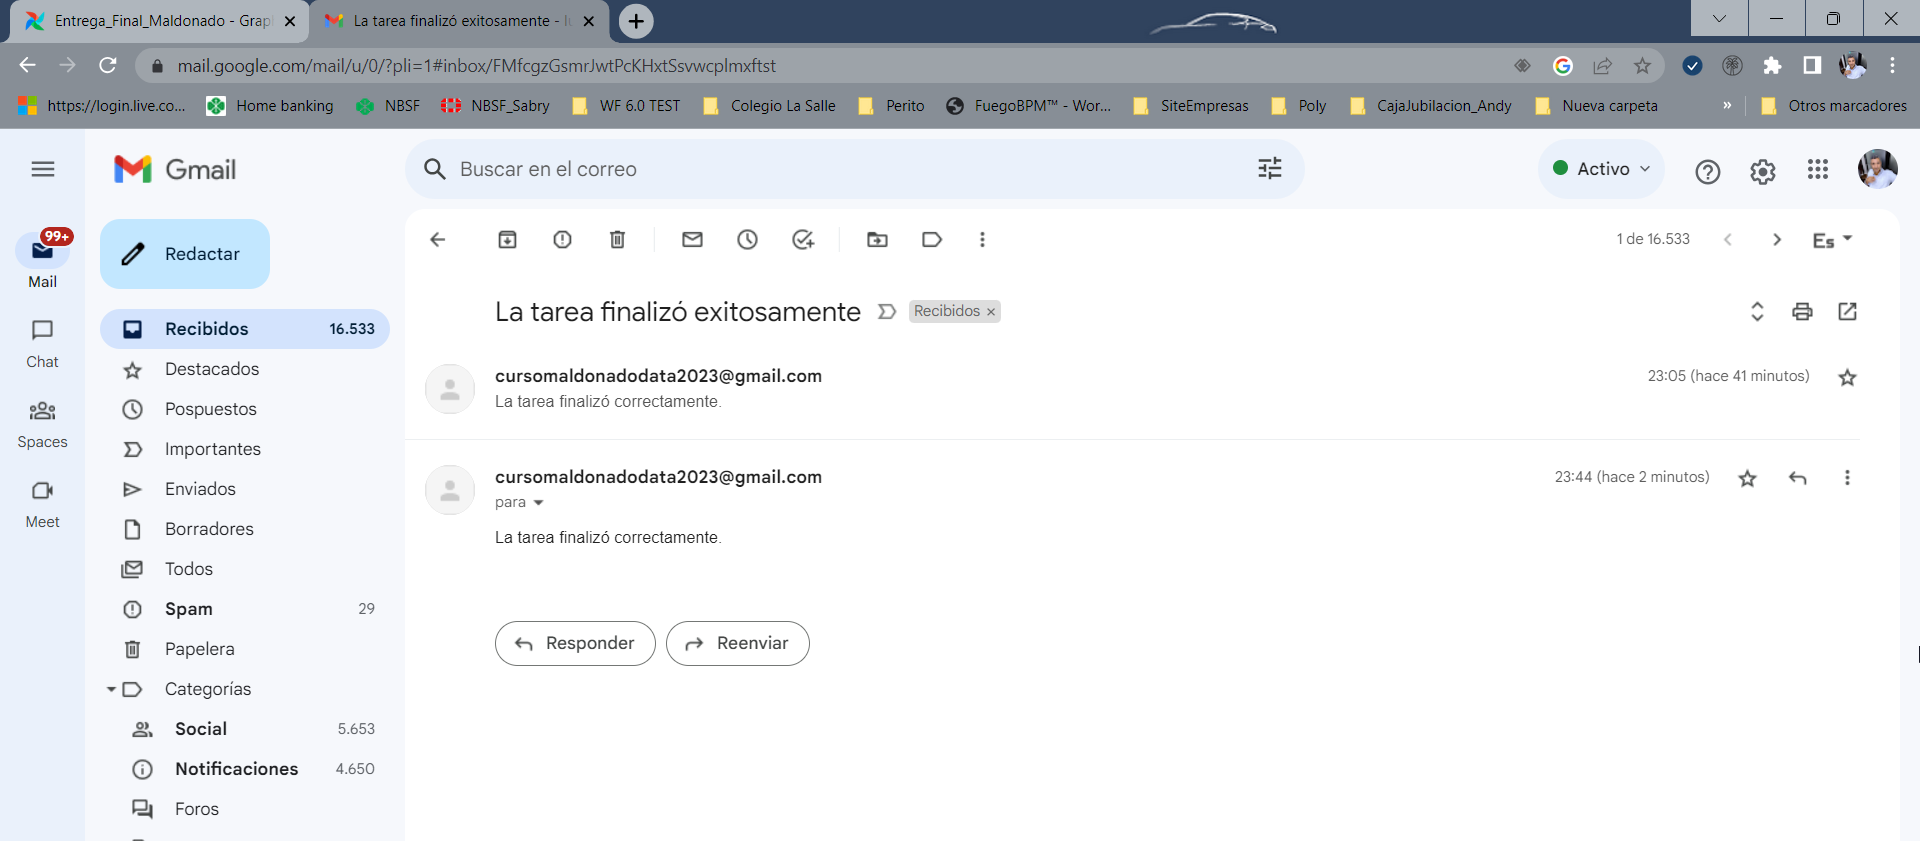 Entrega_Final_Maldonado - Grap
La tarea finalizó exitosamente - lu
mail.google.com/mail/u/0/?pli=1#inbox/FMfcgzGsmrJwtPcKHxtSsvwcplmxftst
https://login.live.co...
Home banking
NBSF
NBSF_Sabry
WF 6.0 TEST
Colegio La Salle
Perito
FuegoBPM™ - Wor...
SiteEmpresas
Poly
CajaJubilacion_Andy
Nueva carpeta
»
Otros marcadores
Gmail
Buscar en el correo
Activo
99+
Mail
Chat
Spaces
Meet
Redactar
Recibidos 16.533
Destacados
Pospuestos
Importantes
Enviados
Borradores
Todos
Spam 29
Papelera
Categorías
Social 5.653
Notificaciones 4.650
Foros
1 de 16.533
Es
La tarea finalizó exitosamente
Recibidos ×
cursomaldonadodata2023@gmail.com
23:05 (hace 41 minutos)
La tarea finalizó correctamente.
cursomaldonadodata2023@gmail.com
23:44 (hace 2 minutos)
para
La tarea finalizó correctamente.
Responder
Reenviar